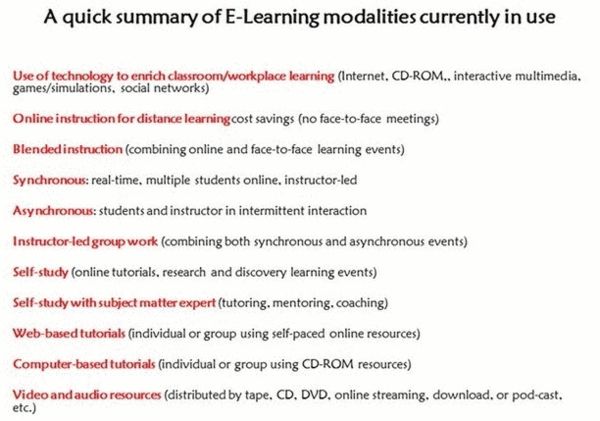 A quick summary of E-Learning modalities currently in use
Use of technology to enrich classroom/workplace learning (Internet, CD-ROM,, interactive multimedia,
games/simulations, social networks)
Online instruction for distance learning cost savings (no face-to-face meetings)
Blended instruction (combining online and face-to-face learning events)
Synchronous: real-time, multiple students online, instructor-led
Asynchronous: students and instructor in intermittent interaction
Instructor-led group work (combining both synchronous and asynchronous events)
Self-study (online tutorials, research and discovery learning events)
Self-study with subject matter expert (tutoring, mentoring, coaching)
Web-based tutorials (individual or group using self-paced online resources)
Computer-based tutorials (individual or group using CD-ROM resources)
Video and audio resources (distributed by tape, CD, DVD, online streaming, download, or pod-cast,
etc.)